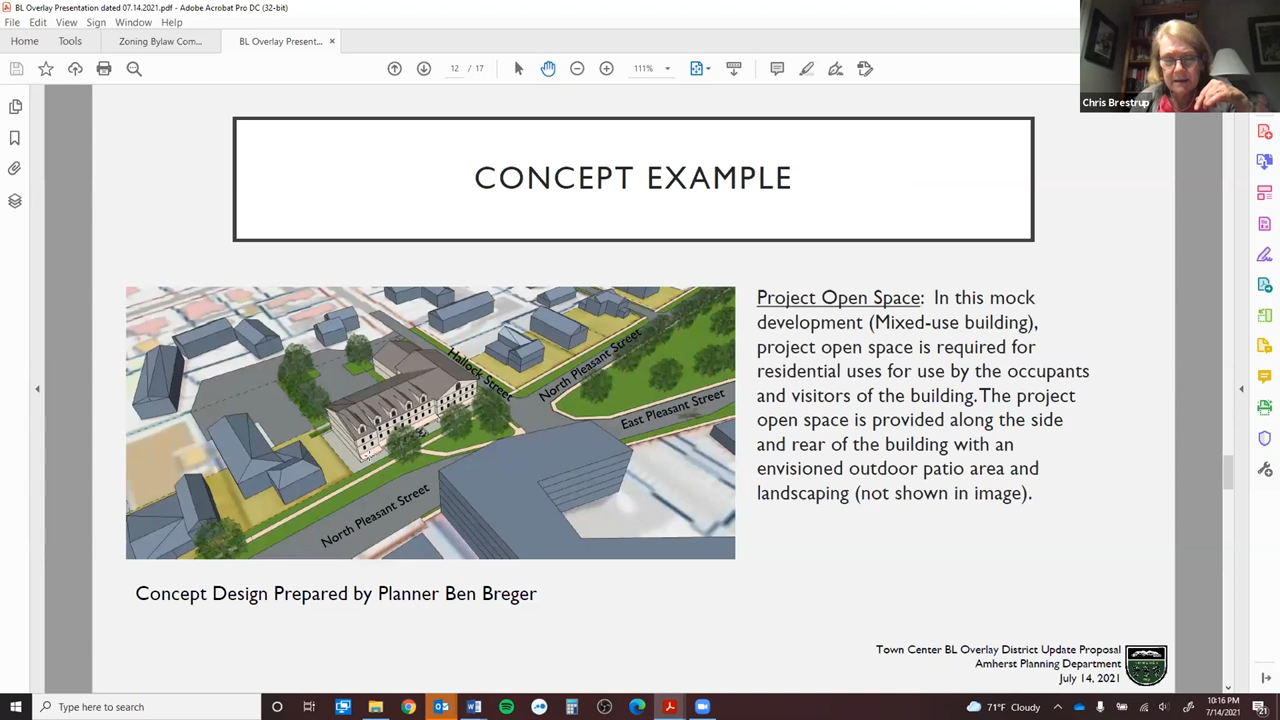 BL Overlay Presentation dated 07.14.2021.pdf - Adobe Acrobat Pro DC (32-bit)
File Edit View Sign Window Help
Home Tools Zoning Bylaw Com... BL Overlay Present... ×
12 / 17 111%
Chris Brestrup
CONCEPT EXAMPLE
Hallock Street
North Pleasant Street
East Pleasant Street
North Pleasant Street
Project Open Space: In this mock
development (Mixed-use building),
project open space is required for
residential uses for use by the occupants
and visitors of the building. The project
open space is provided along the side
and rear of the building with an
envisioned outdoor patio area and
landscaping (not shown in image).
Concept Design Prepared by Planner Ben Breger
Town Center BL Overlay District Update Proposal
Amherst Planning Department
July 14, 2021
Type here to search
71°F Cloudy
10:16 PM
7/14/2021
21